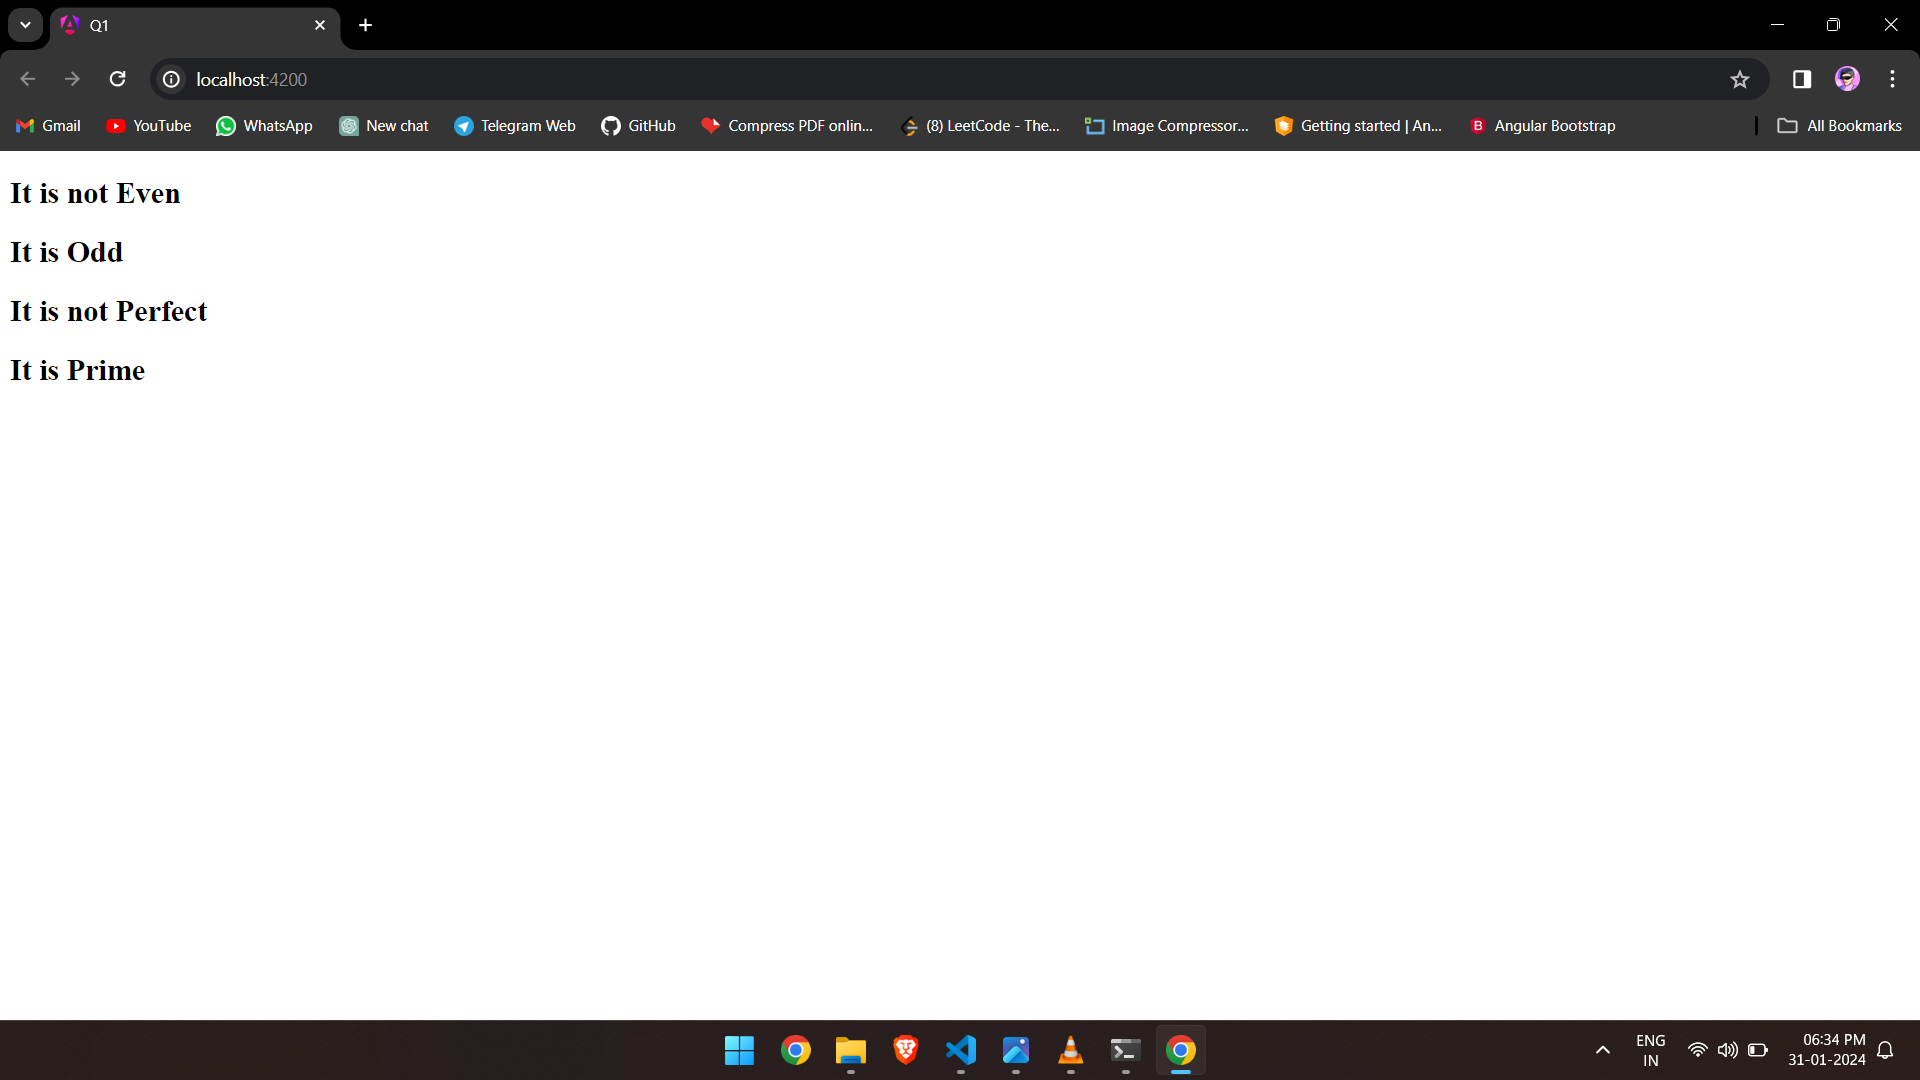 Q1
localhost:4200
Gmail YouTube WhatsApp New chat Telegram Web GitHub Compress PDF onlin... (8) LeetCode - The... Image Compressor... Getting started | An... B Angular Bootstrap All Bookmarks
It is not Even
It is Odd
It is not Perfect
It is Prime
ENG
IN
06:34 PM
31-01-2024